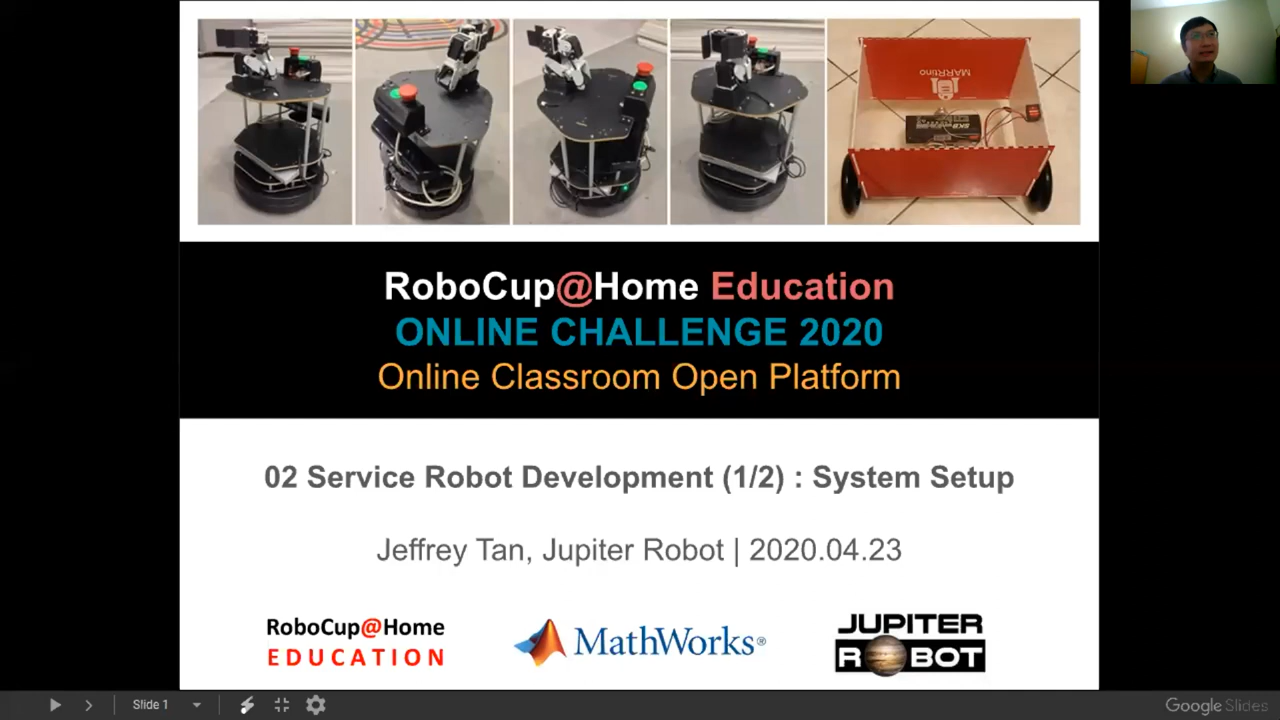 MARRtino
RoboCup@Home Education
ONLINE CHALLENGE 2020
Online Classroom Open Platform
02 Service Robot Development (1/2) : System Setup
Jeffrey Tan, Jupiter Robot | 2020.04.23
RoboCup@Home
EDUCATION
MathWorks®
JUPITER
ROBOT
Slide 1
Google Slides